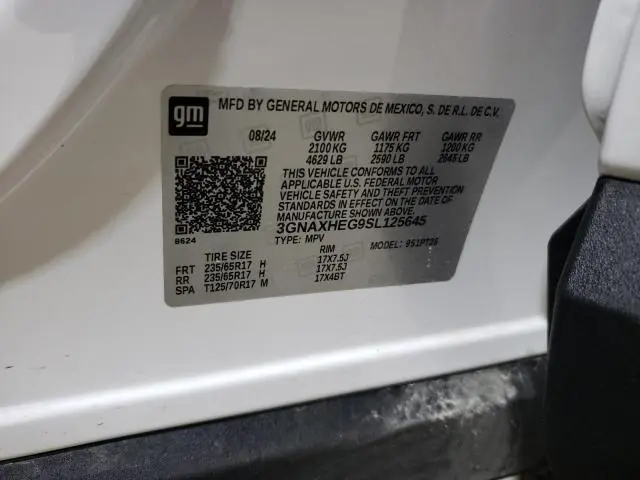 gm MFD BY GENERAL MOTORS DE MEXICO, S. DE R.L. DE C.V.
08/24 GVWR GAWR FRT GAWR RR
2100 KG 1175 KG 1200 KG
4629 LB 2590 LB 2645 LB
THIS VEHICLE CONFORMS TO ALL
APPLICABLE U.S. FEDERAL MOTOR
VEHICLE SAFETY AND THEFT PREVENTION
STANDARDS IN EFFECT ON THE DATE OF
MANUFACTURE SHOWN ABOVE.
3GNAXHEG9SL125645
8624 TYPE: MPV MODEL: 9S1PT26
TIRE SIZE RIM
FRT 235/65R17 H 17X7.5J
RR 235/65R17 H 17X7.5J
SPA T125/70R17 M 17X4BT